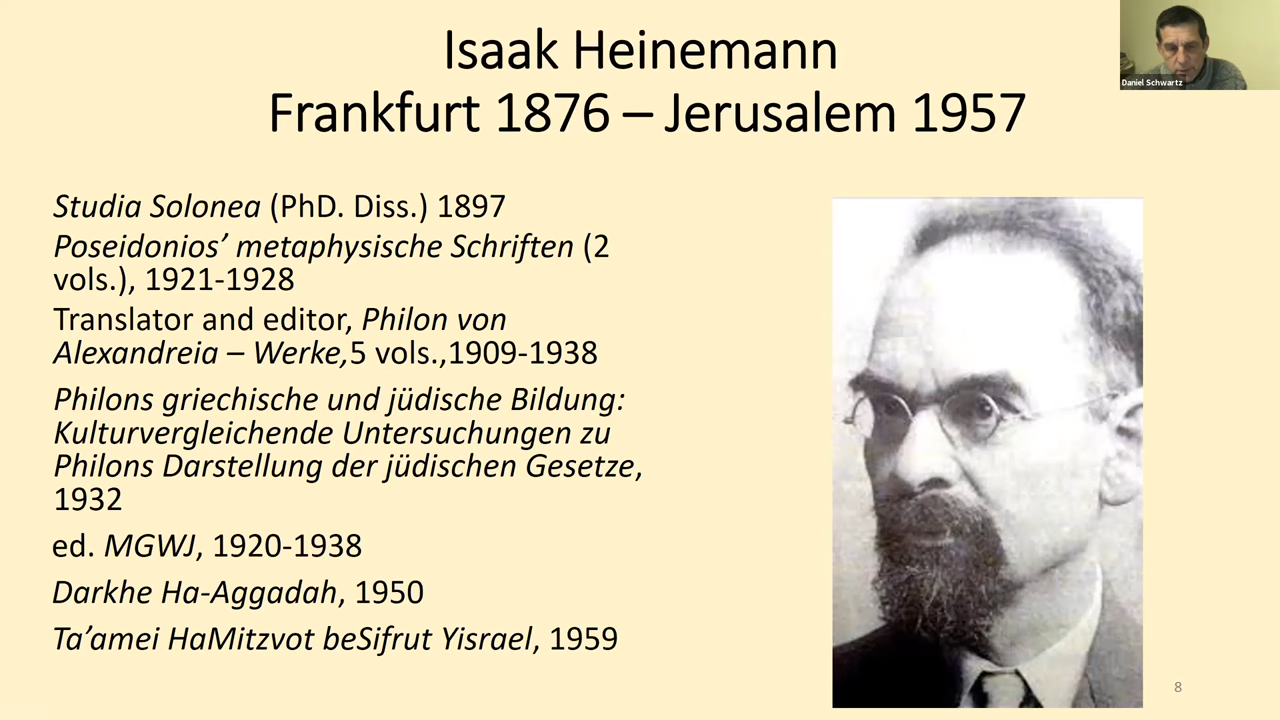 Isaak Heinemann
Frankfurt 1876 – Jerusalem 1957
Daniel Schwartz
Studia Solonea (PhD. Diss.) 1897
Poseidonios’ metaphysische Schriften (2
vols.), 1921-1928
Translator and editor, Philon von
Alexandreia – Werke,5 vols.,1909-1938
Philons griechische und jüdische Bildung:
Kulturvergleichende Untersuchungen zu
Philons Darstellung der jüdischen Gesetze,
1932
ed. MGWJ, 1920-1938
Darkhe Ha-Aggadah, 1950
Ta’amei HaMitzvot beSifrut Yisrael, 1959
8